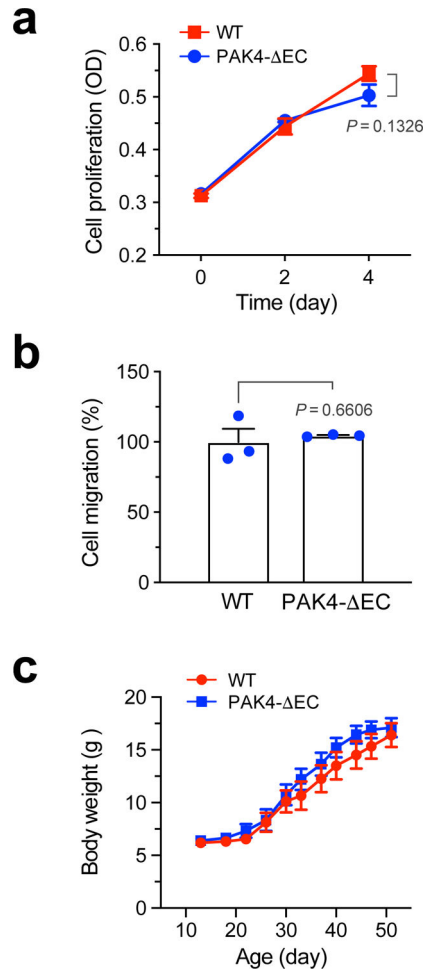 a
WT
PAK4-ΔEC
Cell proliferation (OD)
0.6
0.5
0.4
0.3
0.2
P = 0.1326
0 2 4
Time (day)
b
Cell migration (%)
150
100
50
0
P = 0.6606
WT PAK4-ΔEC
c
WT
PAK4-ΔEC
Body weight (g )
20
15
10
5
0
10 20 30 40 50
Age (day)